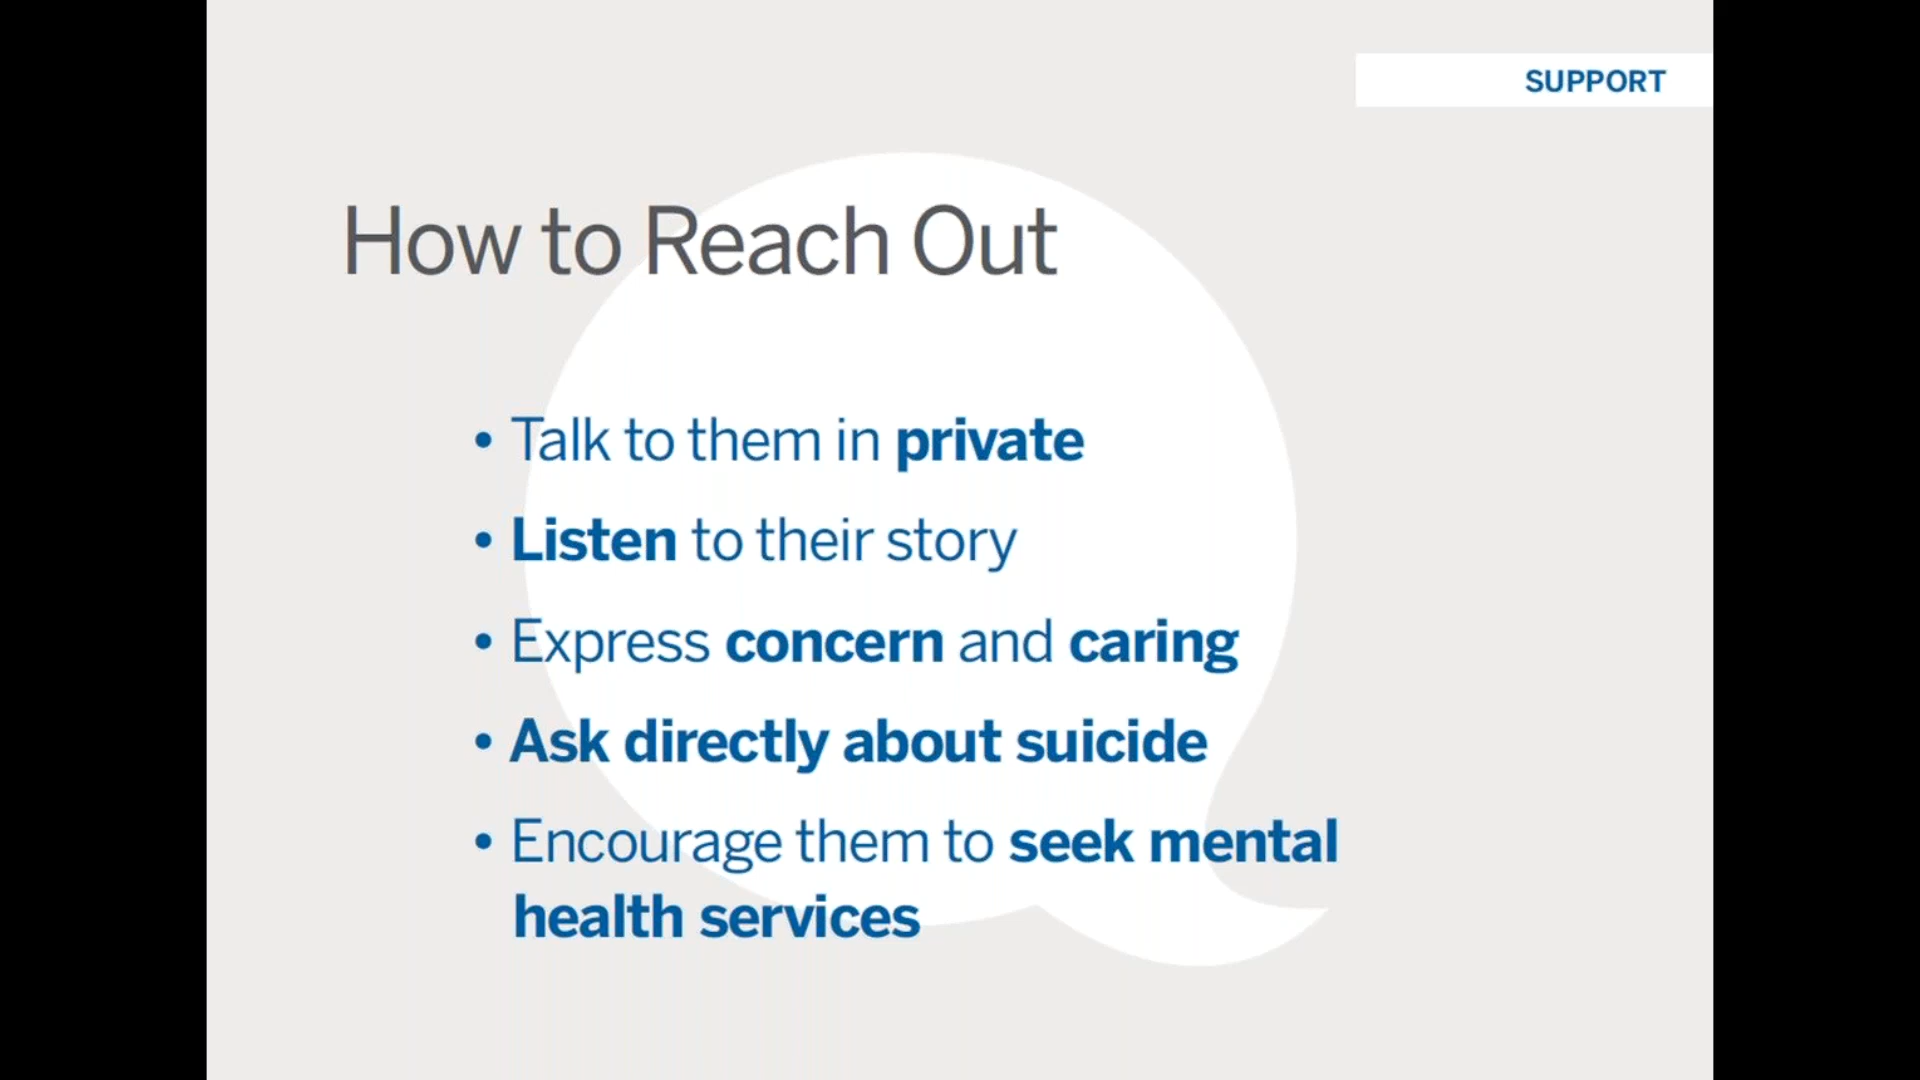 SUPPORT
How to Reach Out
• Talk to them in private
• Listen to their story
• Express concern and caring
• Ask directly about suicide
• Encourage them to seek mental
health services